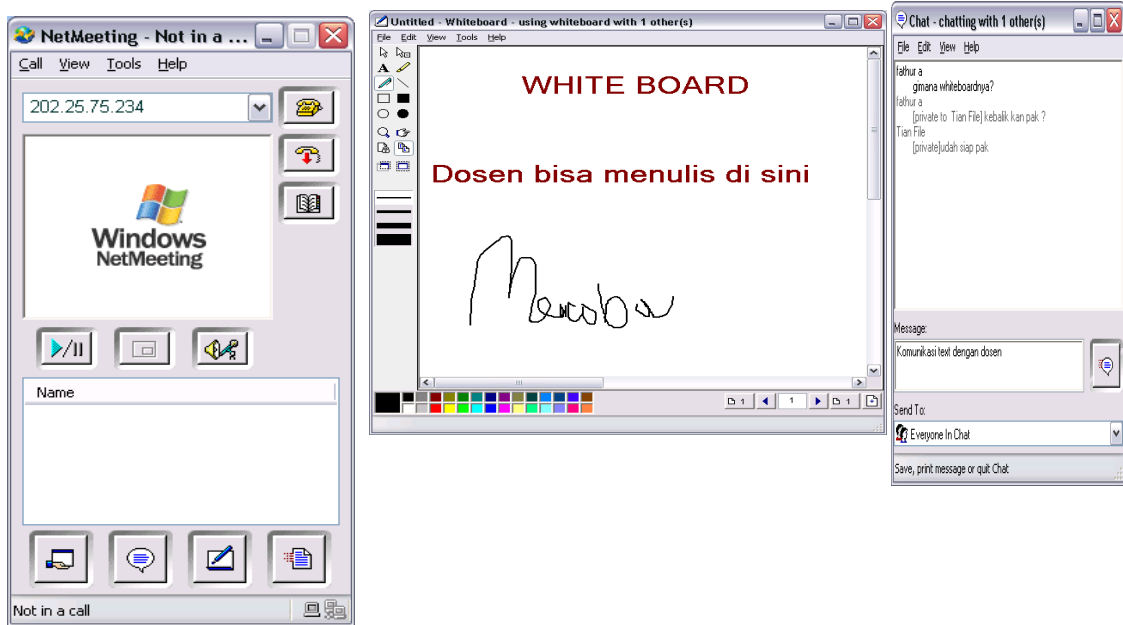 NetMeeting - Not in a ...
Call View Tools Help
202.25.75.234
Windows
NetMeeting
Name
Not in a call
Untitled - Whiteboard - using whiteboard with 1 other(s)
File Edit View Tools Help
A
WHITE BOARD
Dosen bisa menulis di sini
Mencoba
1 1 1
Chat - chatting with 1 other(s)
File Edit View Help
fathur a
gimana whiteboardnya?
fathur a
[private to Tian File] kebalik kan pak ?
Tian File
[private]udah siap pak
Message:
Komunikasi text dengan dosen
Send To:
Everyone In Chat
Save, print message or quit Chat